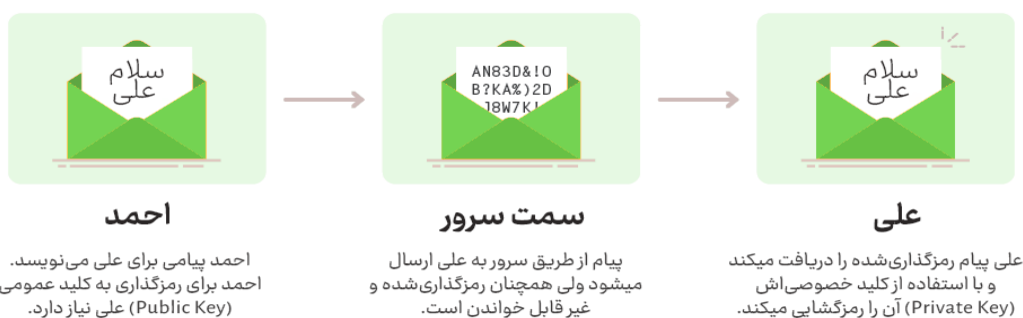 سلام
علی
احمد
احمد پیامی برای علی می‌نویسد.
احمد برای رمزگذاری به کلید عمومی
(Public Key) علی نیاز دارد.
AN83D&!O
B?KA%)2D
J8W7K!
سمت سرور
پیام از طریق سرور به علی ارسال
میشود ولی همچنان رمزگذاری‌شده و
غیر قابل خواندن است.
سلام
علی
علی
علی پیام رمزگذاری‌شده را دریافت میکند
و با استفاده از کلید خصوصی‌اش
(Private Key) آن را رمزگشایی میکند.